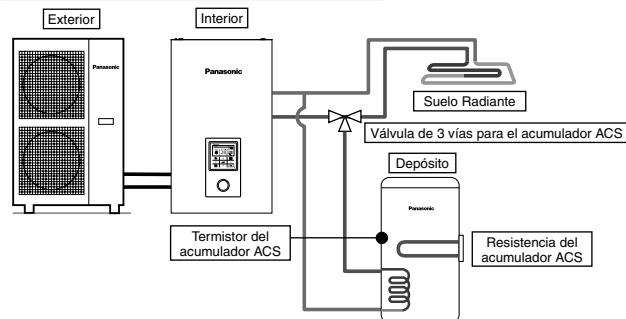 Exterior
Interior
Panasonic
Panasonic
Suelo Radiante
Válvula de 3 vías para el acumulador ACS
Depósito
Panasonic
Termistor del
acumulador ACS
Resistencia del
acumulador ACS